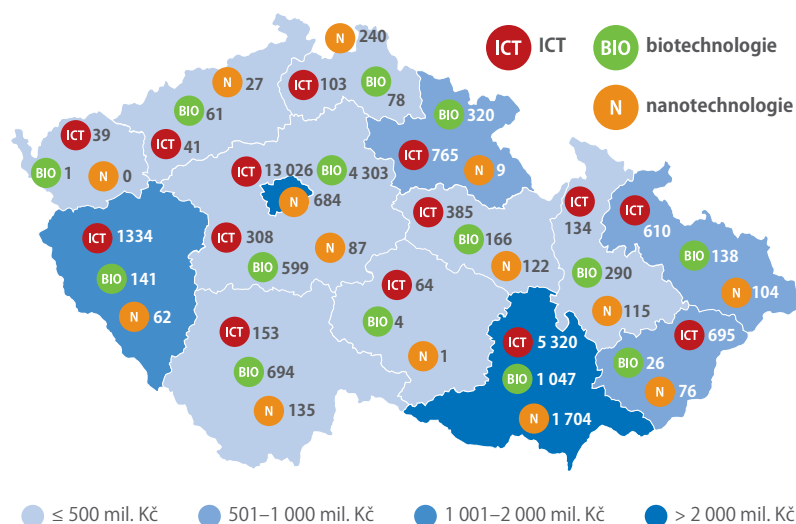 N 240
ICT ICT
BIO biotechnologie
N nanotechnologie
N 27
ICT 103
BIO 78
BIO 61
BIO 320
ICT 39
ICT 41
ICT 765
N 9
BIO 1
N 0
ICT 13 026
BIO 4 303
N 684
ICT 385
ICT 134
ICT 610
ICT 1334
ICT 308
N 87
BIO 166
BIO 138
BIO 599
N 122
BIO 290
BIO 141
ICT 64
N 104
N 62
BIO 4
N 115
ICT 153
ICT 5 320
ICT 695
N 1
BIO 26
BIO 694
BIO 1 047
N 76
N 135
N 1 704
≤ 500 mil. Kč
501–1 000 mil. Kč
1 001–2 000 mil. Kč
> 2 000 mil. Kč